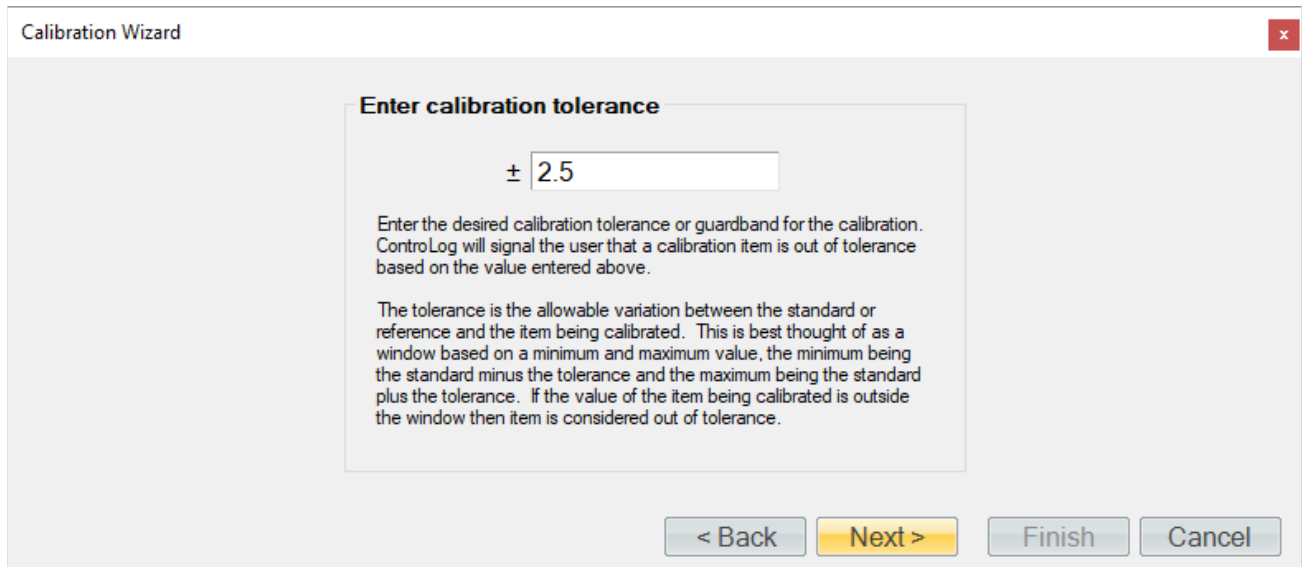 Calibration Wizard
x
Enter calibration tolerance
± 2.5
Enter the desired calibration tolerance or guardband for the calibration.
ControLog will signal the user that a calibration item is out of tolerance
based on the value entered above.
The tolerance is the allowable variation between the standard or
reference and the item being calibrated.  This is best thought of as a
window based on a minimum and maximum value, the minimum being
the standard minus the tolerance and the maximum being the standard
plus the tolerance.  If the value of the item being calibrated is outside
the window then item is considered out of tolerance.
< Back Next > Finish Cancel